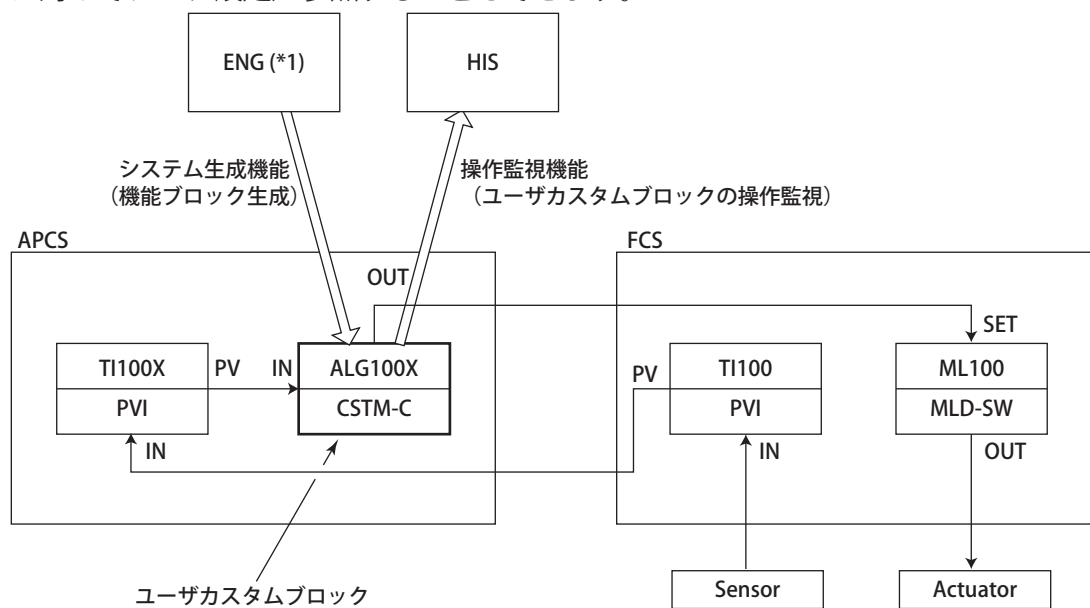 ENG (*1)
HIS
システム生成機能
（機能ブロック生成）
操作監視機能
（ユーザカスタムブロックの操作監視）
APCS
FCS
OUT
SET
TI100X
PV
IN
ALG100X
PV
TI100
ML100
PVI
CSTM-C
PVI
MLD-SW
IN
IN
OUT
ユーザカスタムブロック
Sensor
Actuator